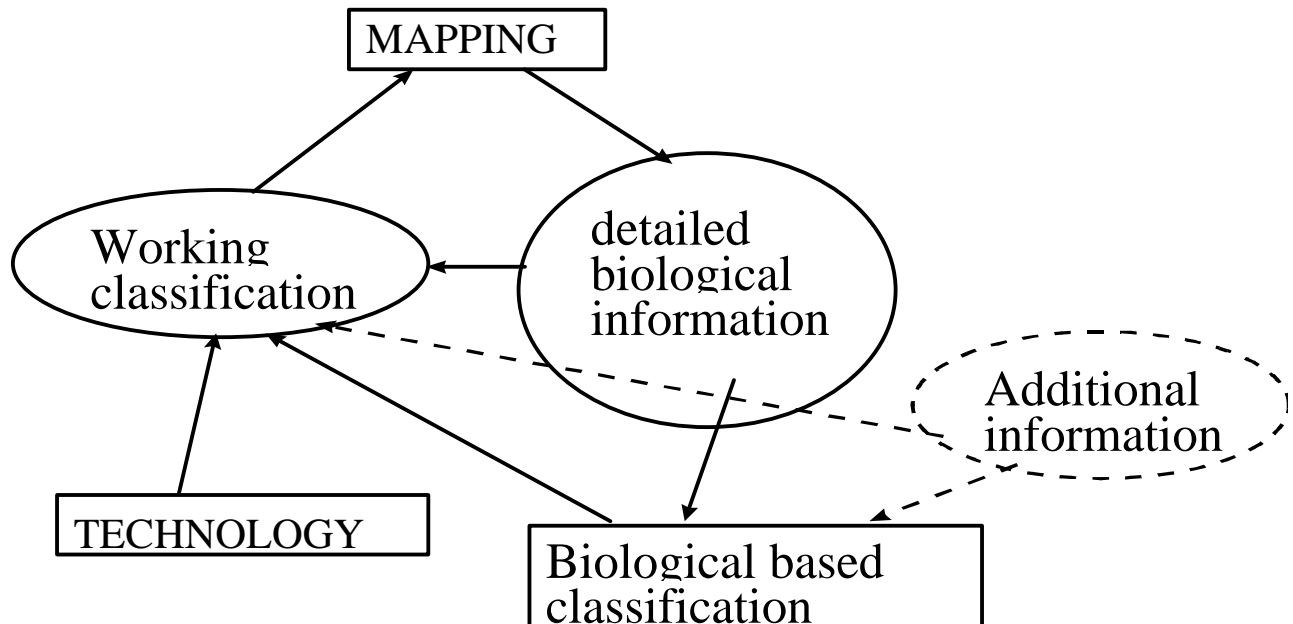 MAPPING
Working
classification
detailed
biological
information
Additional
information
TECHNOLOGY
Biological based
classification